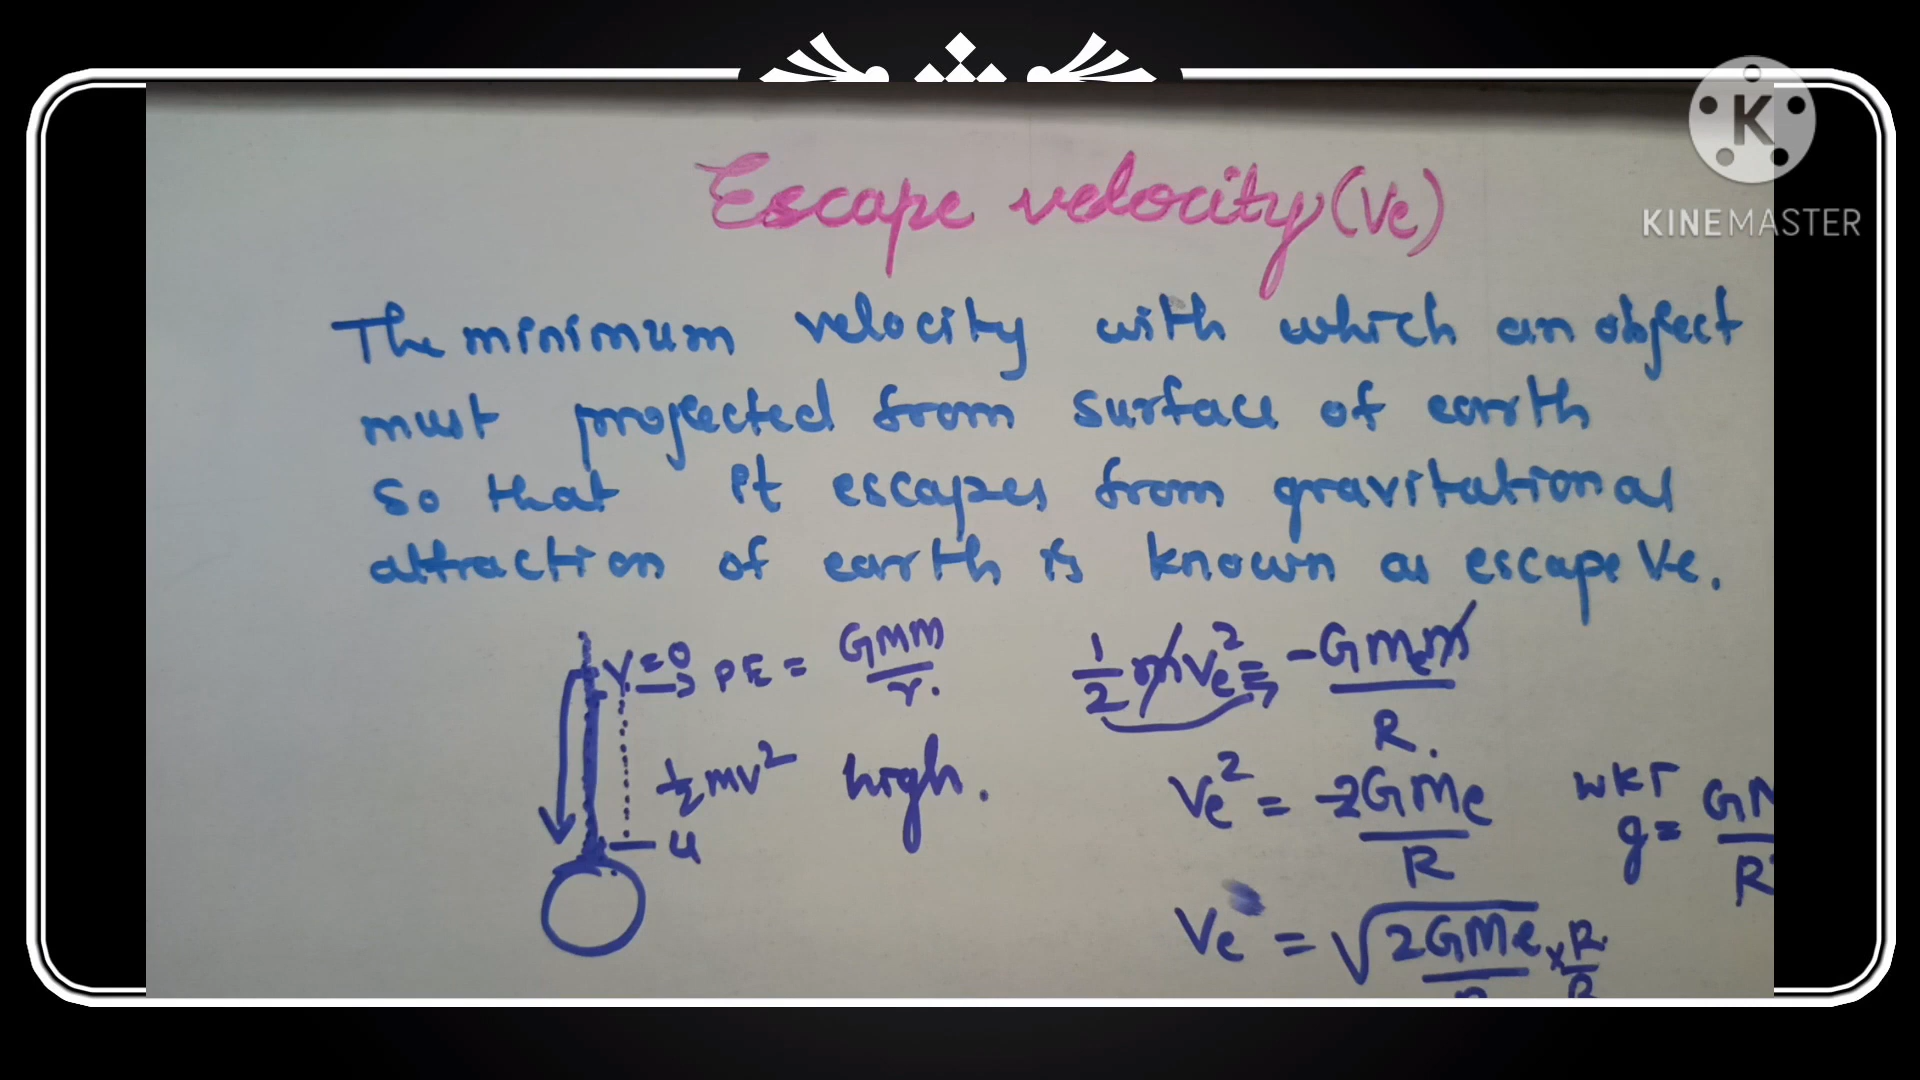 Escape velocity (Ve)
K
KINEMASTER
The minimum velocity with which an object
must projected from surface of earth
so that it escapes from gravitational
attraction of earth is known as escape Ve.
V=0 → PE = GMm/r.
½mv² high.
u
1/2 mVe² = -GMem/R.
Ve² = -2GMe/R
WKT
g = GM/R
Ve = √2GMe/R × R/R